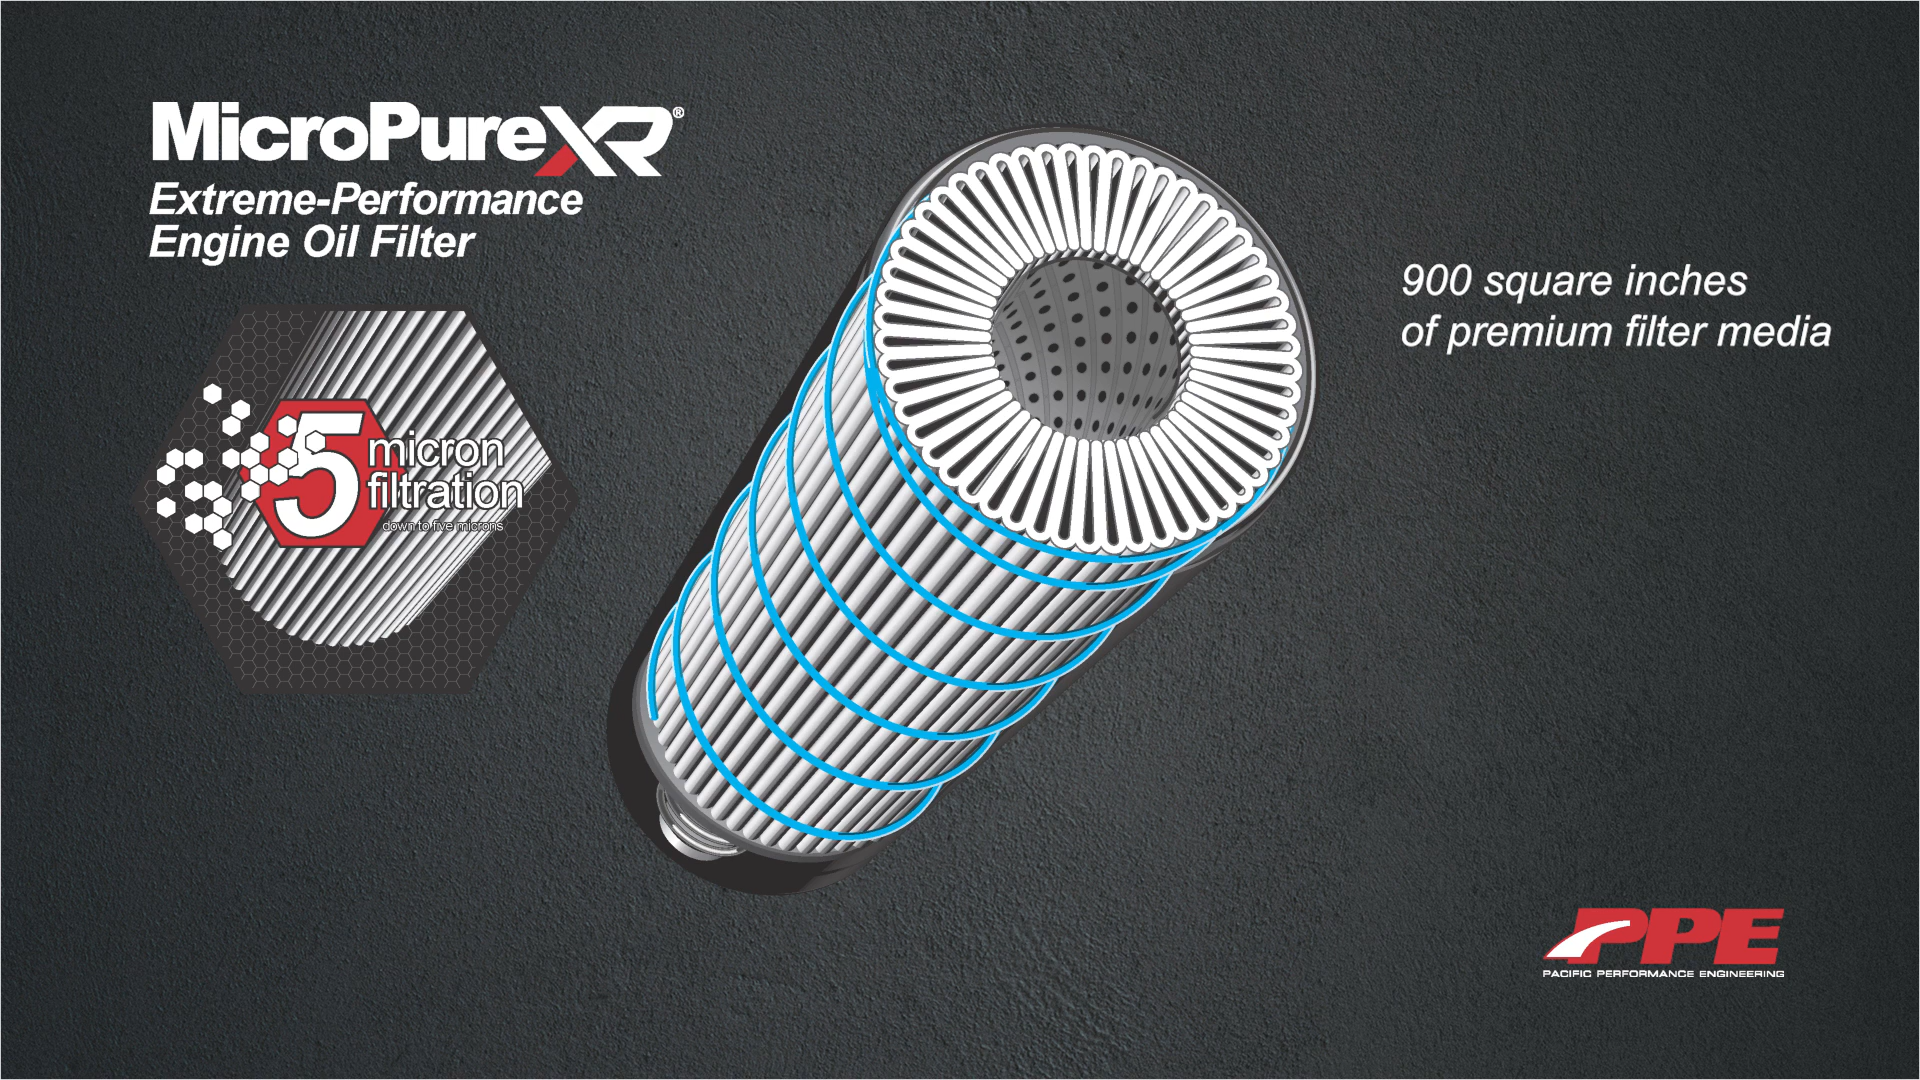 MicroPureXR®
Extreme-Performance
Engine Oil Filter
5 micron
filtration
down to five microns
900 square inches
of premium filter media
PPE
PACIFIC PERFORMANCE ENGINEERING